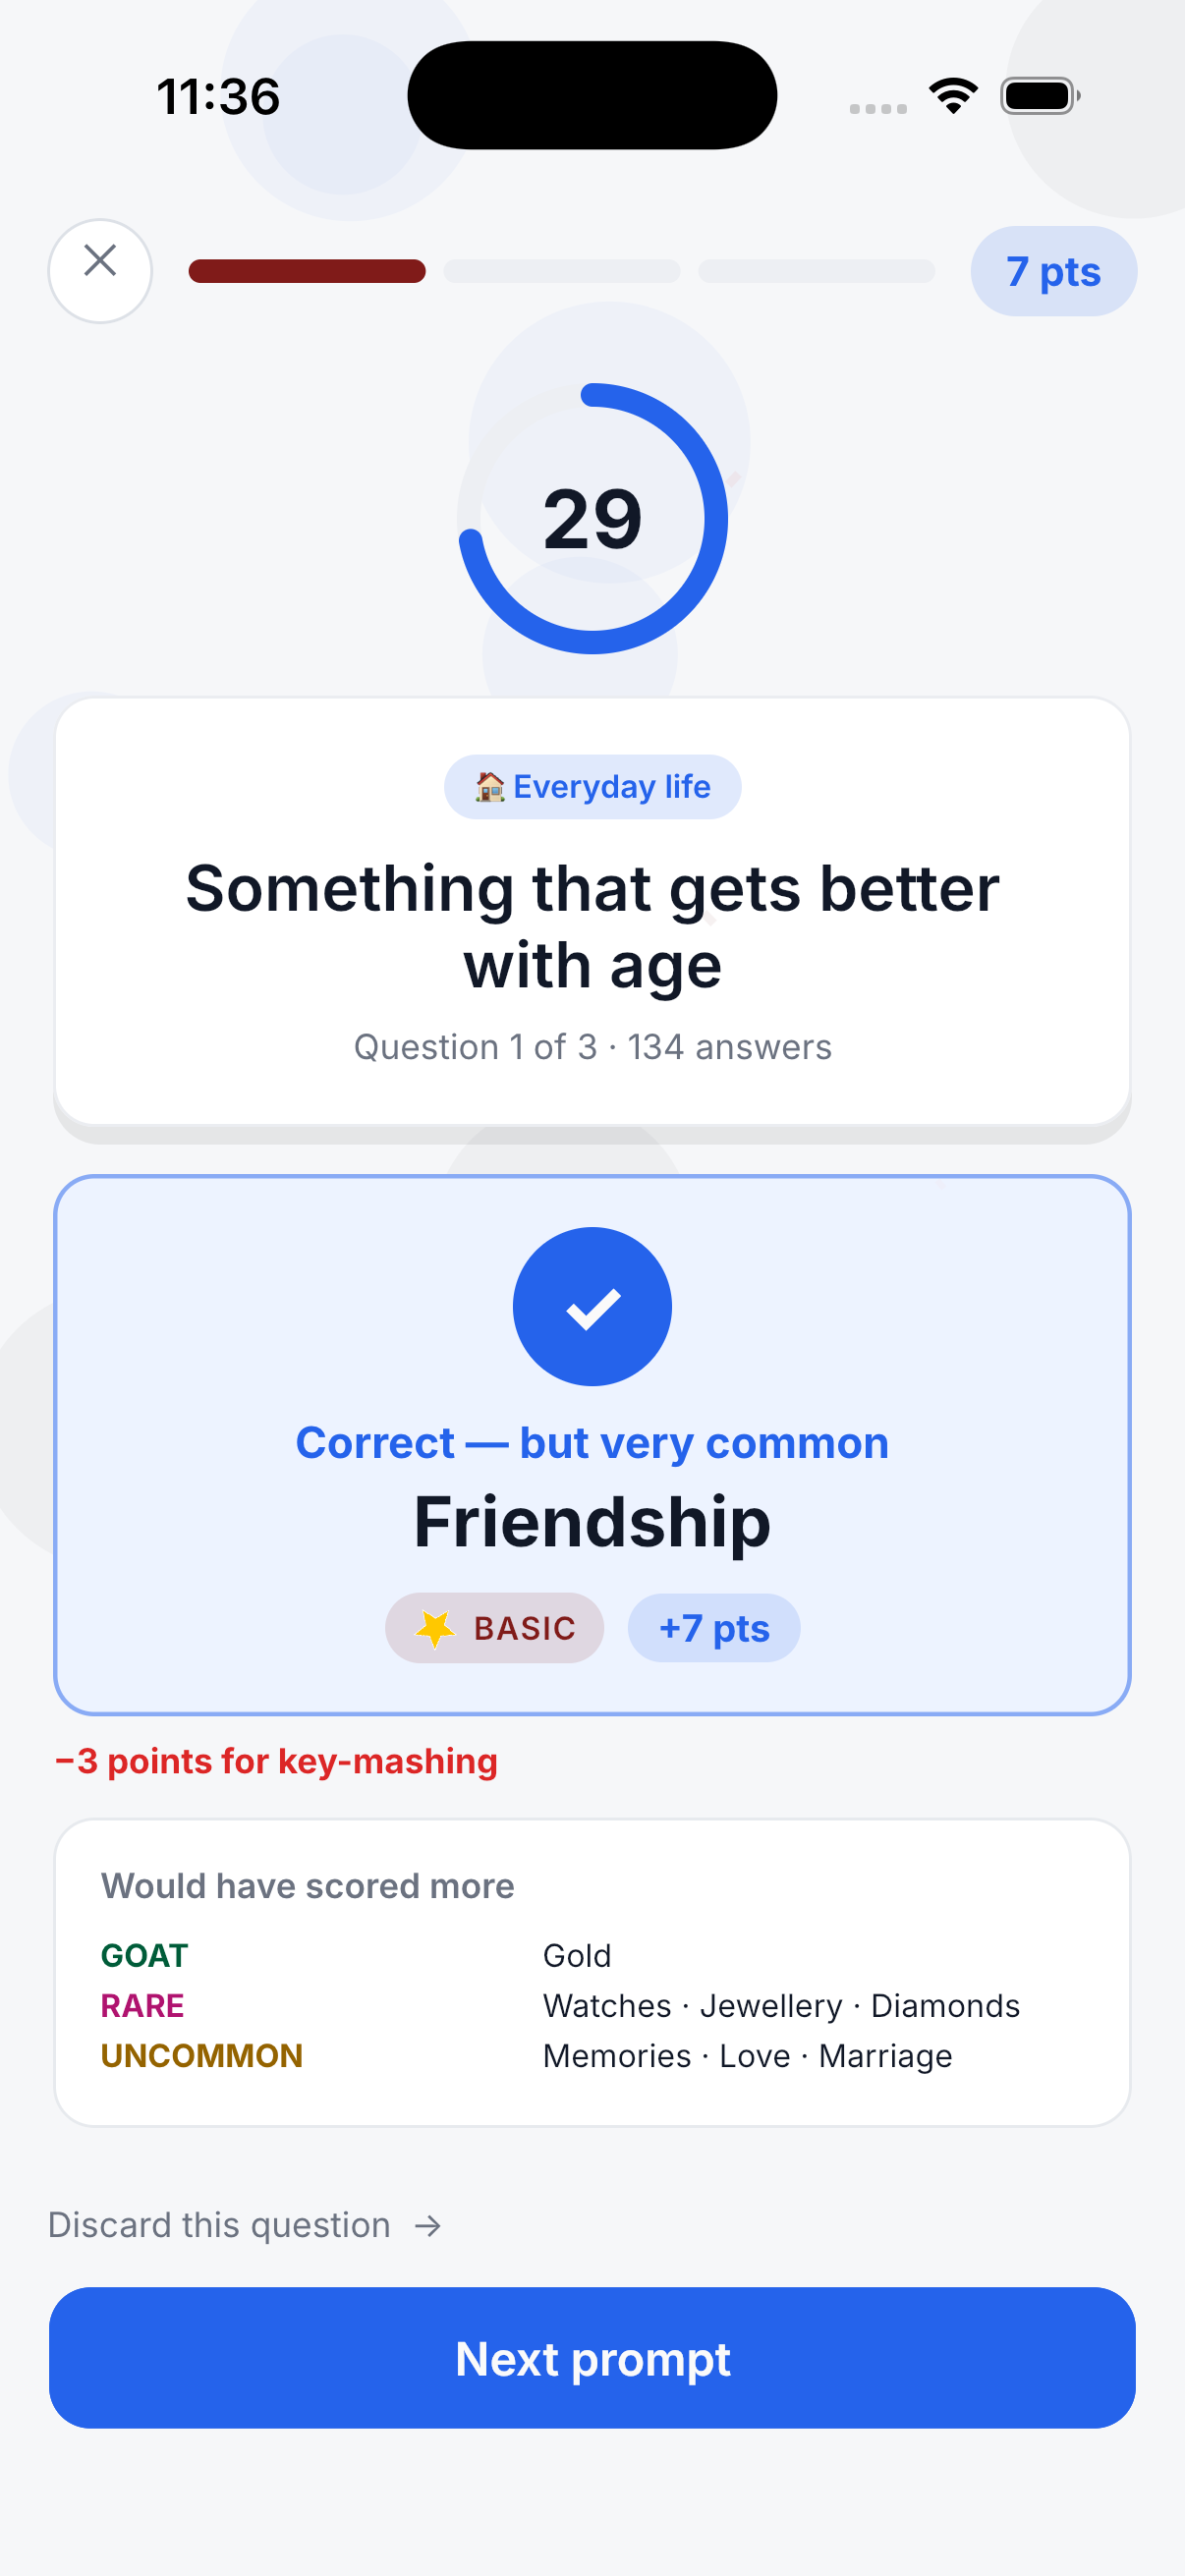 11:36
7 pts
29
Everyday life
Something that gets better
with age
Question 1 of 3 · 134 answers
Correct — but very common
Friendship
BASIC
+7 pts
−3 points for key-mashing
Would have scored more
GOAT Gold
RARE Watches · Jewellery · Diamonds
UNCOMMON Memories · Love · Marriage
Discard this question →
Next prompt